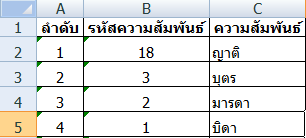 A B C
1 ลำดับ รหัสความสัมพันธ์ ความสัมพันธ์
2 1 18 ญาติ
3 2 3 บุตร
4 3 2 มารดา
5 4 1 บิดา